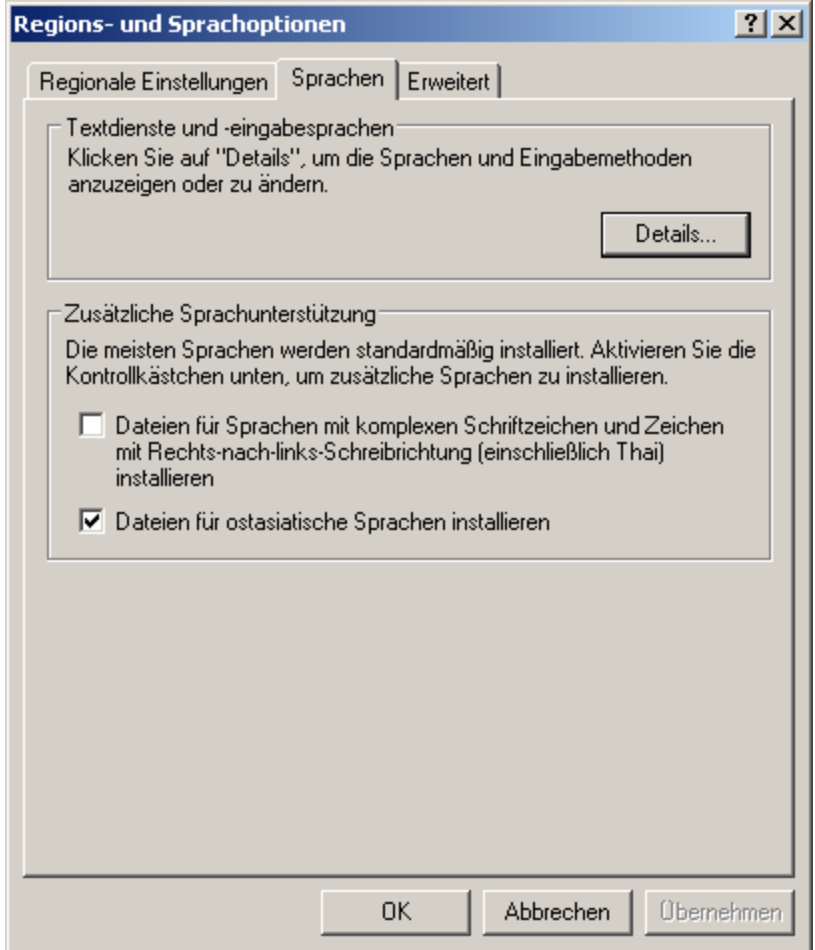 Regions- und Sprachoptionen
Regionale Einstellungen Sprachen Erweitert
Textdienste und -eingabesprachen
Klicken Sie auf "Details", um die Sprachen und Eingabemethoden
anzuzeigen oder zu ändern.
Details...
Zusätzliche Sprachunterstützung
Die meisten Sprachen werden standardmäßig installiert. Aktivieren Sie die
Kontrollkästchen unten, um zusätzliche Sprachen zu installieren.
Dateien für Sprachen mit komplexen Schriftzeichen und Zeichen
mit Rechts-nach-links-Schreibrichtung (einschließlich Thai)
installieren
Dateien für ostasiatische Sprachen installieren
OK Abbrechen Übernehmen